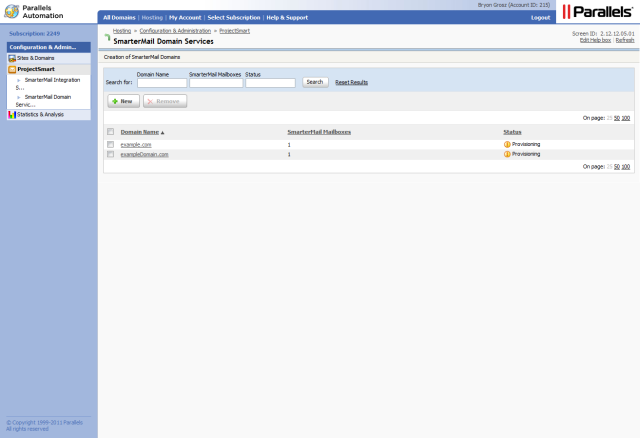 Parallels
Automation
Bryon Grosz (Account ID: 215)
All Domains | Hosting | My Account | Select Subscription | Help & Support
Logout
Parallels®
Subscription: 2249
Configuration & Admin...
Sites & Domains
ProjectSmart
SmarterMail Integration
S...
SmarterMail Domain
Servic...
Statistics & Analysis
© Copyright 1999-2011 Parallels
All rights reserved
Hosting > Configuration & Administration > ProjectSmart
SmarterMail Domain Services
Screen ID: 2.12.12.05.01
Edit Help box | Refresh
Creation of SmarterMail Domains
Domain Name SmarterMail Mailboxes Status
Search for: Search Reset Results
New Remove
On page: 25 50 100
Domain Name SmarterMail Mailboxes Status
example.com 1 Provisioning
exampleDomain.com 1 Provisioning
On page: 25 50 100